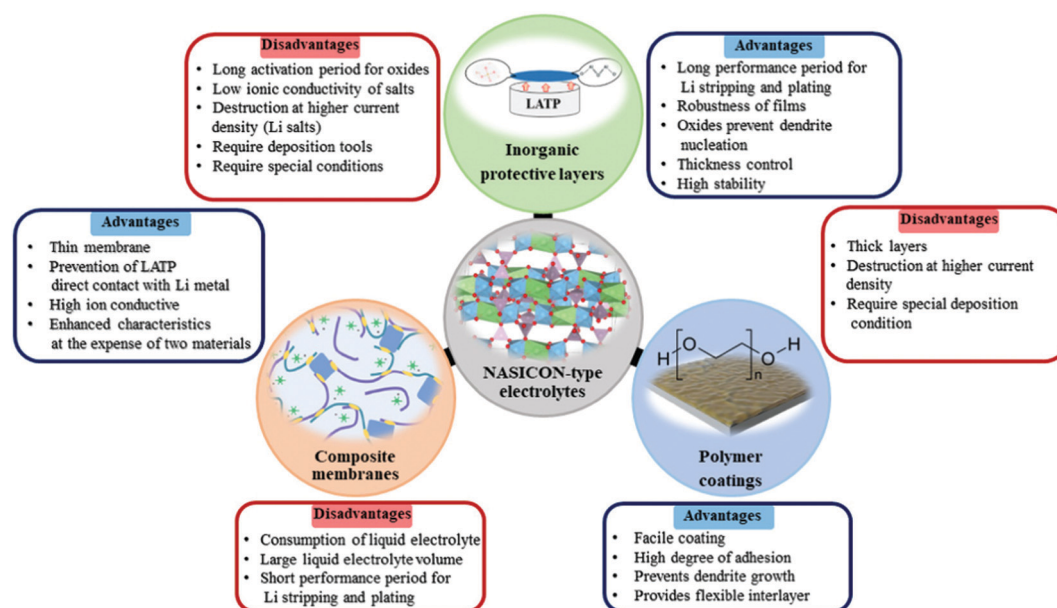 Disadvantages
• Long activation period for oxides
• Low ionic conductivity of salts
• Destruction at higher current
density (Li salts)
• Require deposition tools
• Require special conditions
LATP
Inorganic
protective layers
Advantages
• Long performance period for
Li stripping and plating
• Robustness of films
• Oxides prevent dendrite
nucleation
• Thickness control
• High stability
Advantages
• Thin membrane
• Prevention of LATP
direct contact with Li metal
• High ion conductive
• Enhanced characteristics
at the expense of two materials
NASICON-type
electrolytes
Disadvantages
• Thick layers
• Destruction at higher current
density
• Require special deposition
condition
Composite
membranes
H O O H
n
Polymer
coatings
Disadvantages
• Consumption of liquid electrolyte
• Large liquid electrolyte volume
• Short performance period for
Li stripping and plating
Advantages
• Facile coating
• High degree of adhesion
• Prevents dendrite growth
• Provides flexible interlayer